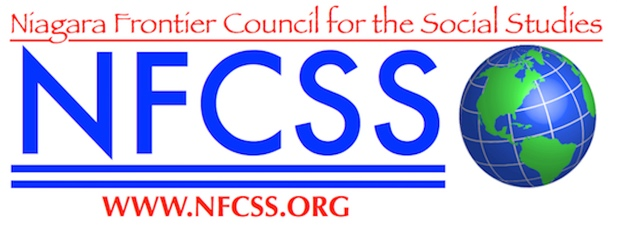 Niagara Frontier Council for the Social Studies
NFCSS
WWW.NFCSS.ORG